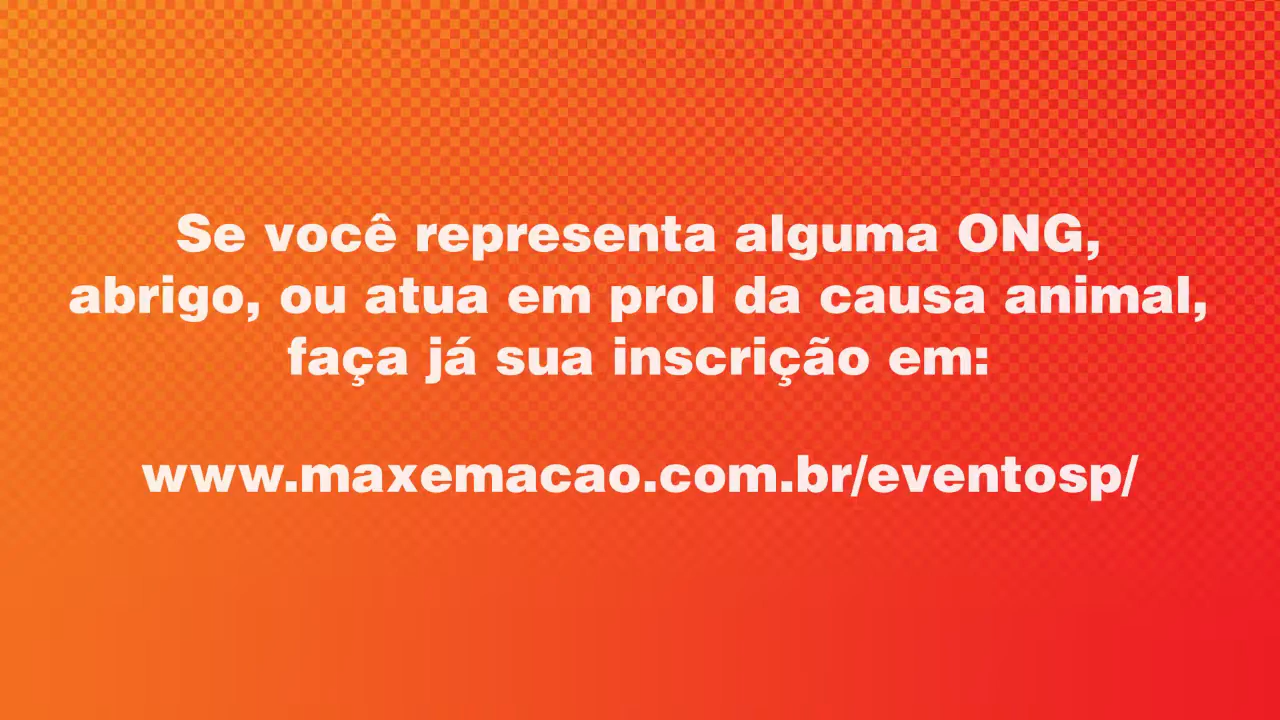 Se você representa alguma ONG,
abrigo, ou atua em prol da causa animal,
faça já sua inscrição em:
www.maxemacao.com.br/eventosp/